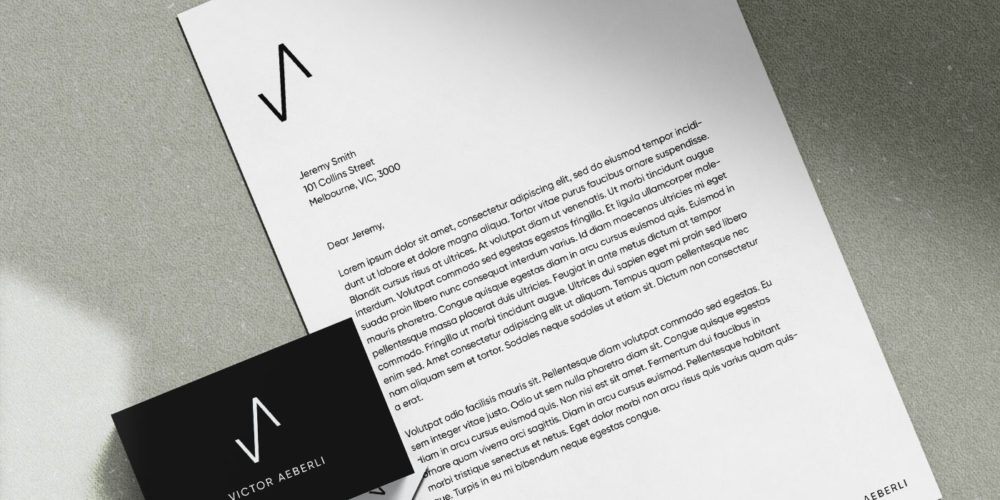 Jeremy Smith
101 Collins Street
Melbourne, VIC, 3000
Dear Jeremy,
Lorem ipsum dolor sit amet, consectetur adipiscing elit, sed do eiusmod tempor incidi-
dunt ut labore et dolore magna aliqua. Tortor vitae purus faucibus ornare suspendisse.
Blandit cursus risus at ultrices. At volutpat diam ut venenatis. Ut morbi tincidunt augue
interdum. Volutpat commodo sed egestas egestas fringilla. Et ligula ullamcorper male-
suada proin libero nunc consequat interdum varius. Id diam maecenas ultricies mi eget
mauris pharetra. Congue quisque egestas diam in arcu cursus euismod quis. Euismod in
pellentesque massa placerat duis ultricies. Feugiat in ante metus dictum at tempor
commodo. Fringilla ut morbi tincidunt augue. Ultrices dui sapien eget mi proin sed libero
enim sed. Amet consectetur adipiscing elit ut aliquam. Tempus quam pellentesque nec
nam aliquam sem et tortor. Sodales neque sodales ut etiam sit. Dictum non consectetur
a erat.
Volutpat odio facilisis mauris sit. Pellentesque diam volutpat commodo sed egestas. Eu
sem integer vitae justo. Odio ut sem nulla pharetra diam sit. Congue quisque egestas
diam in arcu cursus euismod quis. Non nisi est sit amet. Fermentum dui faucibus in
ornare quam viverra orci sagittis. Diam in arcu cursus euismod. Pellentesque habitant
morbi tristique senectus et netus. Eget dolor morbi non arcu risus quis varius quam quis-
que. Turpis in eu mi bibendum neque egestas congue.
VICTOR AEBERLI
AEBERLI